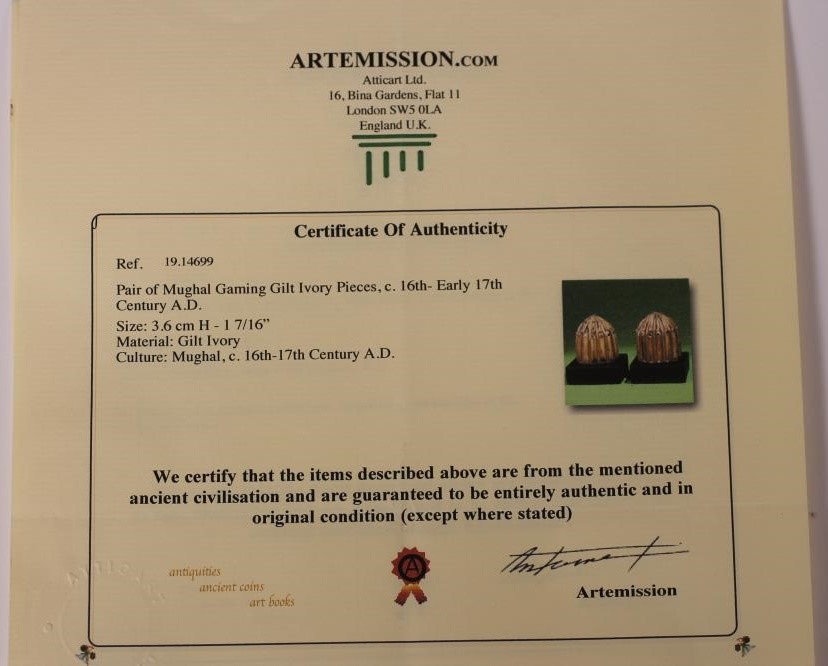 ARTEMISSION.COM
Atticart Ltd.
16, Bina Gardens, Flat 11
London SW5 0LA
England U.K.
Certificate Of Authenticity
Ref. 19.14699
Pair of Mughal Gaming Gilt Ivory Pieces, c. 16th- Early 17th
Century A.D.
Size: 3.6 cm H - 1 7/16”
Material: Gilt Ivory
Culture: Mughal, c. 16th-17th Century A.D.
We certify that the items described above are from the mentioned
ancient civilisation and are guaranteed to be entirely authentic and in
original condition (except where stated)
antiquities
ancient coins
art books
A
Artemission